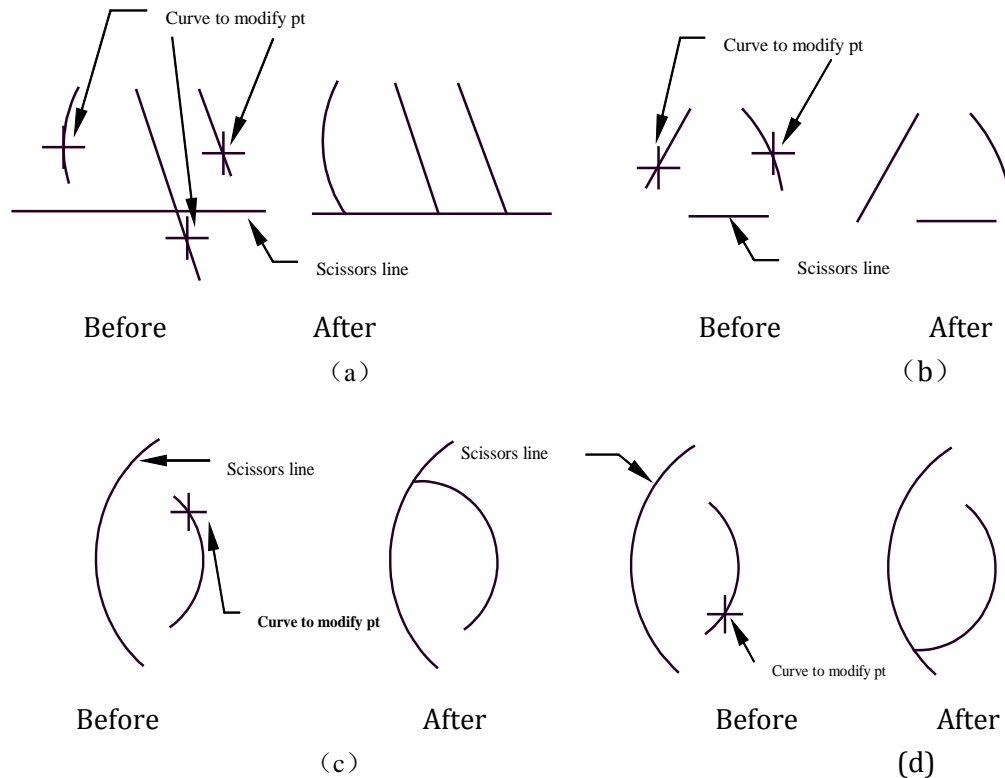 Curve to modify pt
Scissors line
Before
After
（a）
Curve to modify pt
Scissors line
Before
After
（b）
Scissors line
Curve to modify pt
Before
After
（c）
Scissors line
Curve to modify pt
Before
After
(d)